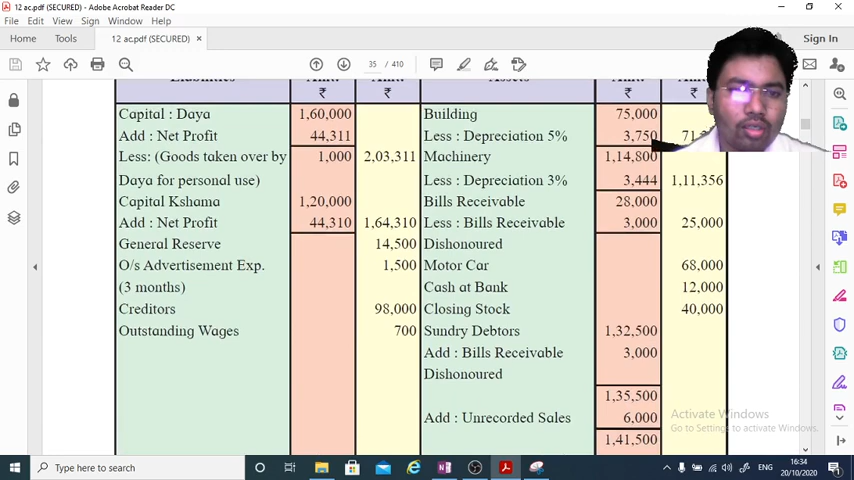 12 ac.pdf (SECURED) - Adobe Acrobat Reader DC
File Edit View Sign Window Help
Home Tools 12 ac.pdf (SECURED) × Sign In
35 / 410
Liabilities Amt. Amt. Assets Amt. Amt.
₹ ₹ ₹ ₹
Capital : Daya 1,60,000 Building 75,000
Add : Net Profit 44,311 Less : Depreciation 5% 3,750
Less: (Goods taken over by 1,000 2,03,311 Machinery 1,14,800
Daya for personal use) Less : Depreciation 3% 3,444 1,11,356
Capital Kshama 1,20,000 Bills Receivable 28,000
Add : Net Profit 44,310 1,64,310 Less : Bills Receivable 3,000 25,000
General Reserve 14,500 Dishonoured
O/s Advertisement Exp. 1,500 Motor Car 68,000
(3 months) Cash at Bank 12,000
Creditors 98,000 Closing Stock 40,000
Outstanding Wages 700 Sundry Debtors 1,32,500
Add : Bills Receivable 3,000
Dishonoured
1,35,500
Add : Unrecorded Sales 6,000
1,41,500
Activate Windows
Go to Settings to activate Windows.
Type here to search
ENG
16:34
20/10/2020